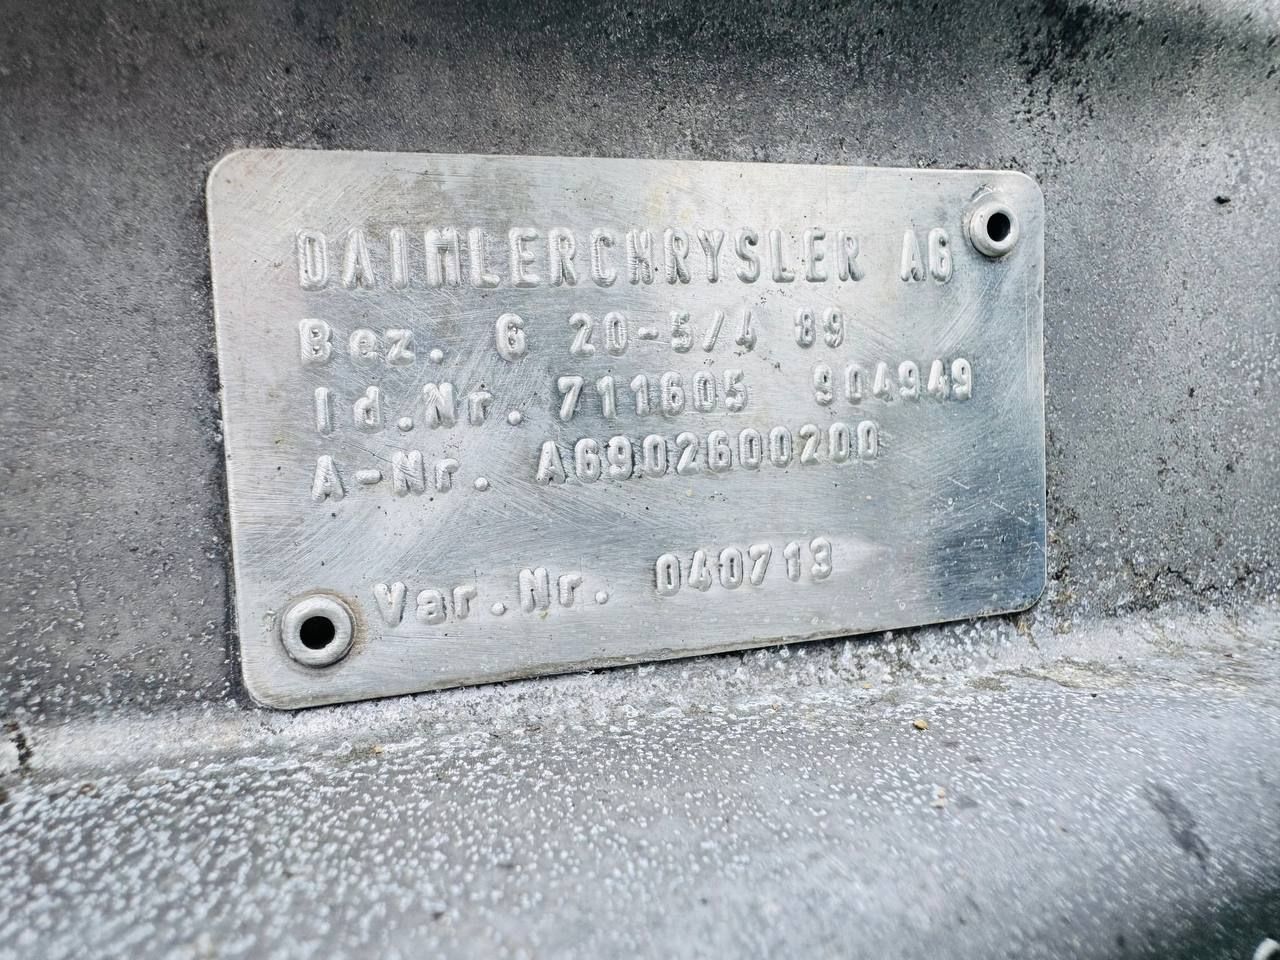 DAIMLERCHRYSLER AG
Bez. G 20-5/4 89
Id.Nr. 711605 904949
A-Nr. A6902600200
Var.Nr. 040713